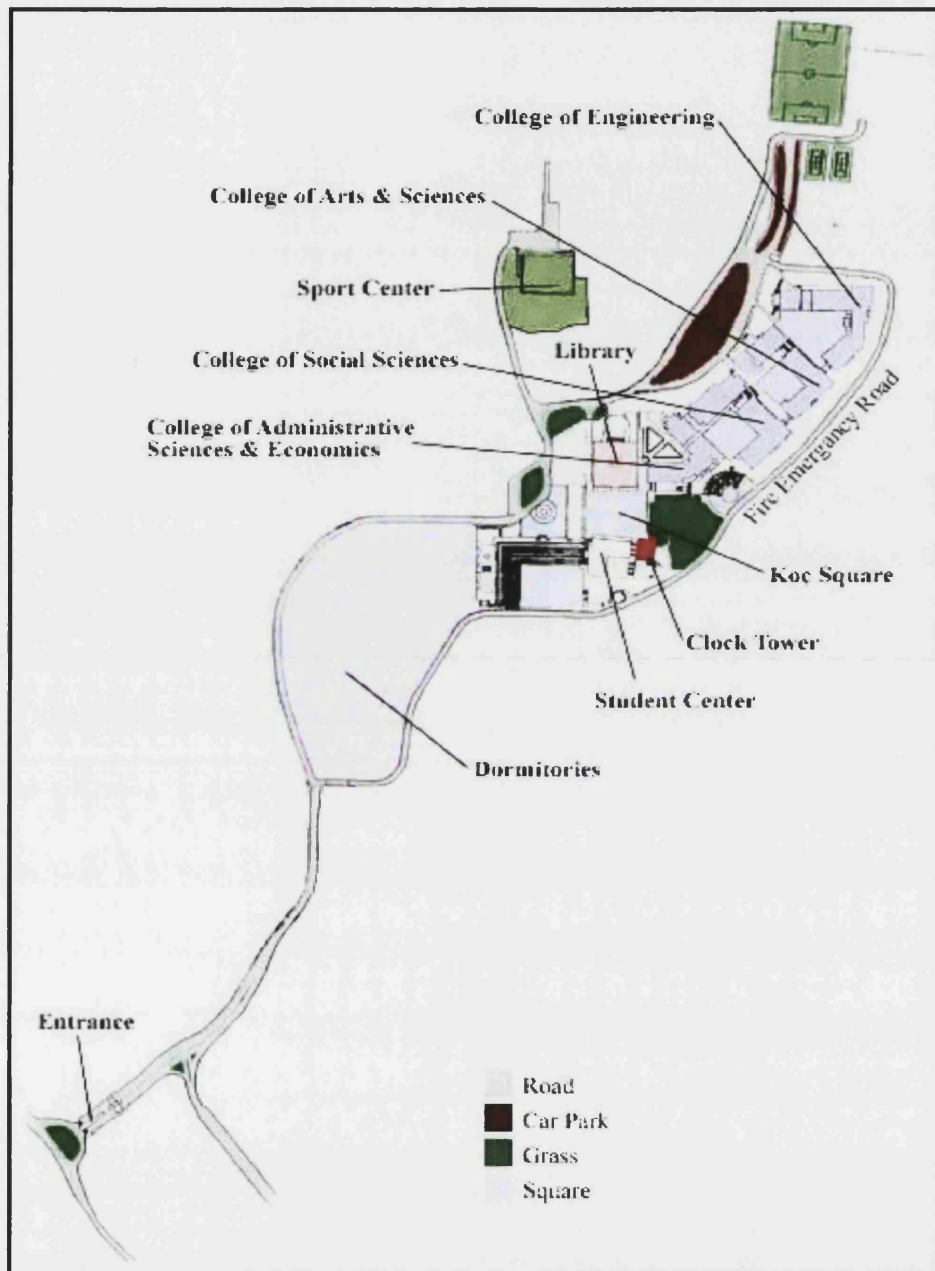 College of Engineering
College of Arts & Sciences
Sport Center
Library
College of Social Sciences
College of Administrative
Sciences & Economics
Fire Emergancy Road
Koç Square
Clock Tower
Student Center
Dormitories
Entrance
Road
Car Park
Grass
Square